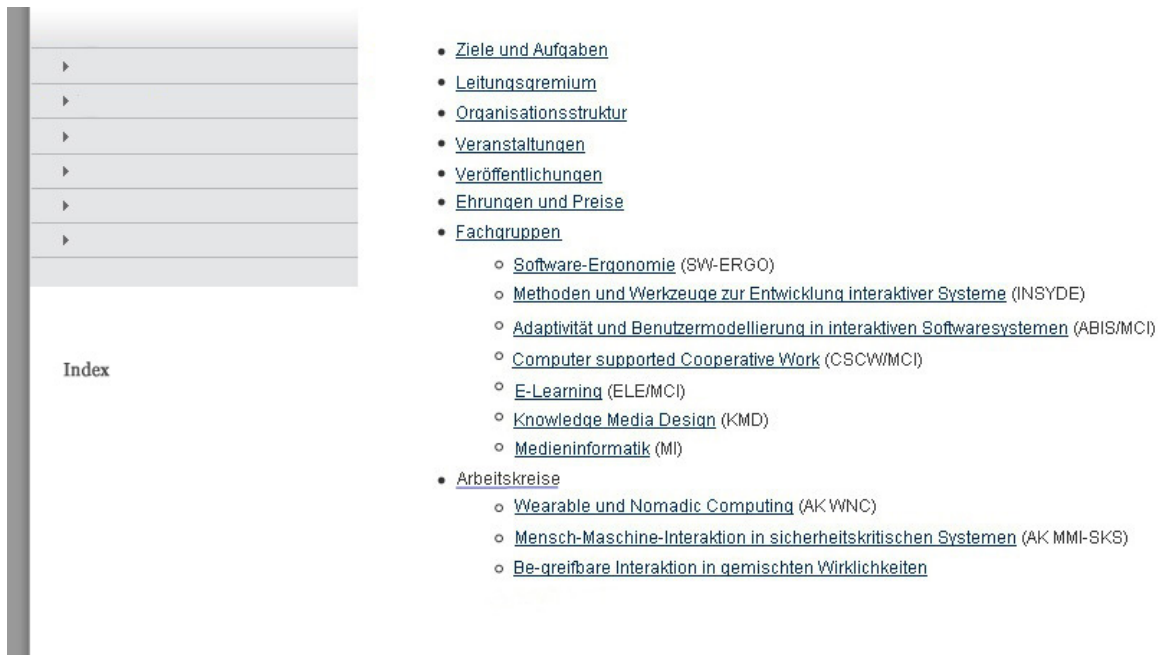 Ziele und Aufgaben
Leitungsgremium
Organisationsstruktur
Veranstaltungen
Veröffentlichungen
Ehrungen und Preise
Fachgruppen
Software-Ergonomie (SW-ERGO)
Methoden und Werkzeuge zur Entwicklung interaktiver Systeme (INSYDE)
Adaptivität und Benutzermodellierung in interaktiven Softwaresystemen (ABIS/MCI)
Computer supported Cooperative Work (CSCW/MCI)
E-Learning (ELE/MCI)
Knowledge Media Design (KMD)
Medieninformatik (MI)
Arbeitskreise
Wearable und Nomadic Computing (AK WNC)
Mensch-Maschine-Interaktion in sicherheitskritischen Systemen (AK MMI-SKS)
Be-greifbare Interaktion in gemischten Wirklichkeiten
Index